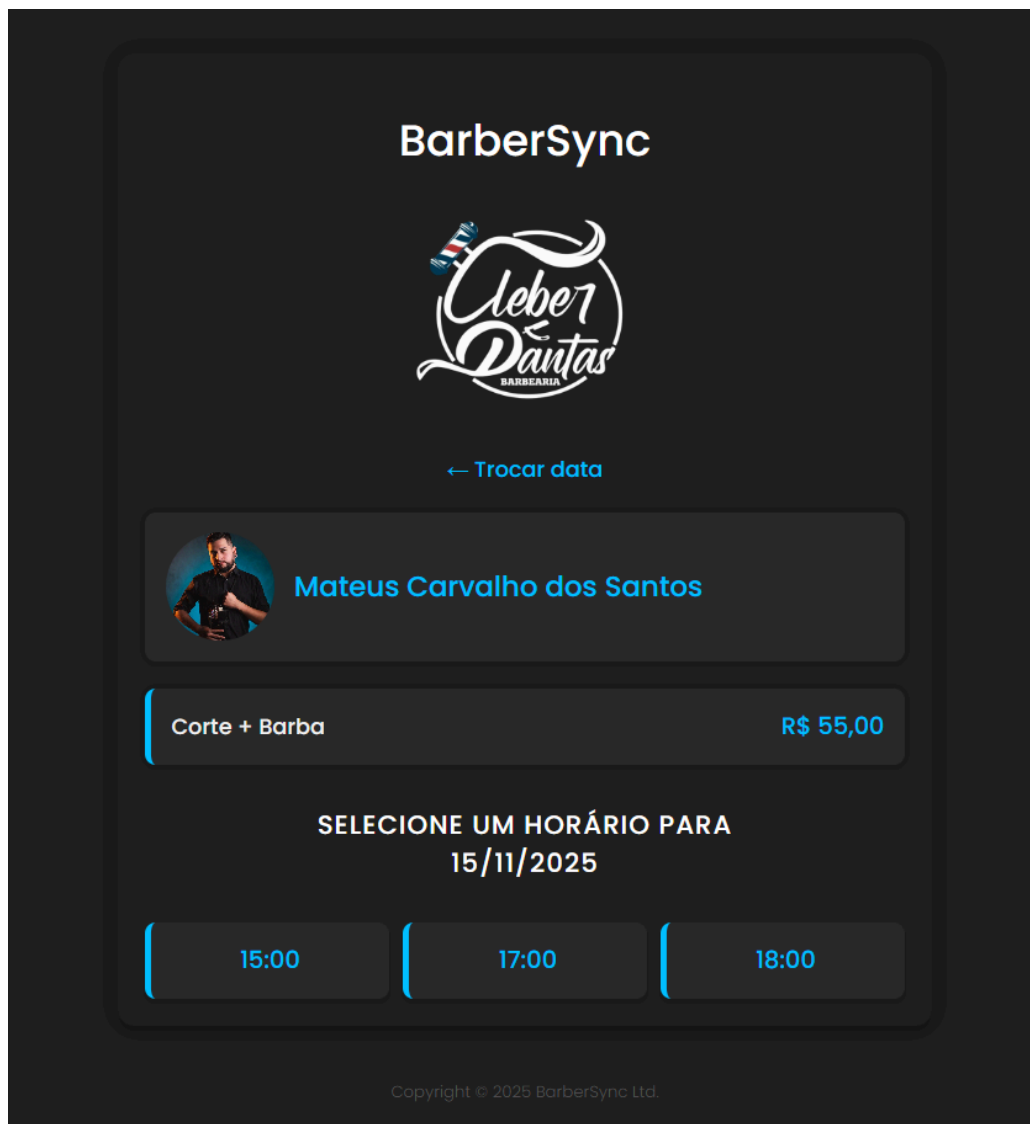 BarberSync
Cleber
Dantas
BARBEARIA
← Trocar data
Mateus Carvalho dos Santos
Corte + Barba R$ 55,00
SELECIONE UM HORÁRIO PARA
15/11/2025
15:00 17:00 18:00
Copyright © 2025 BarberSync Ltd.